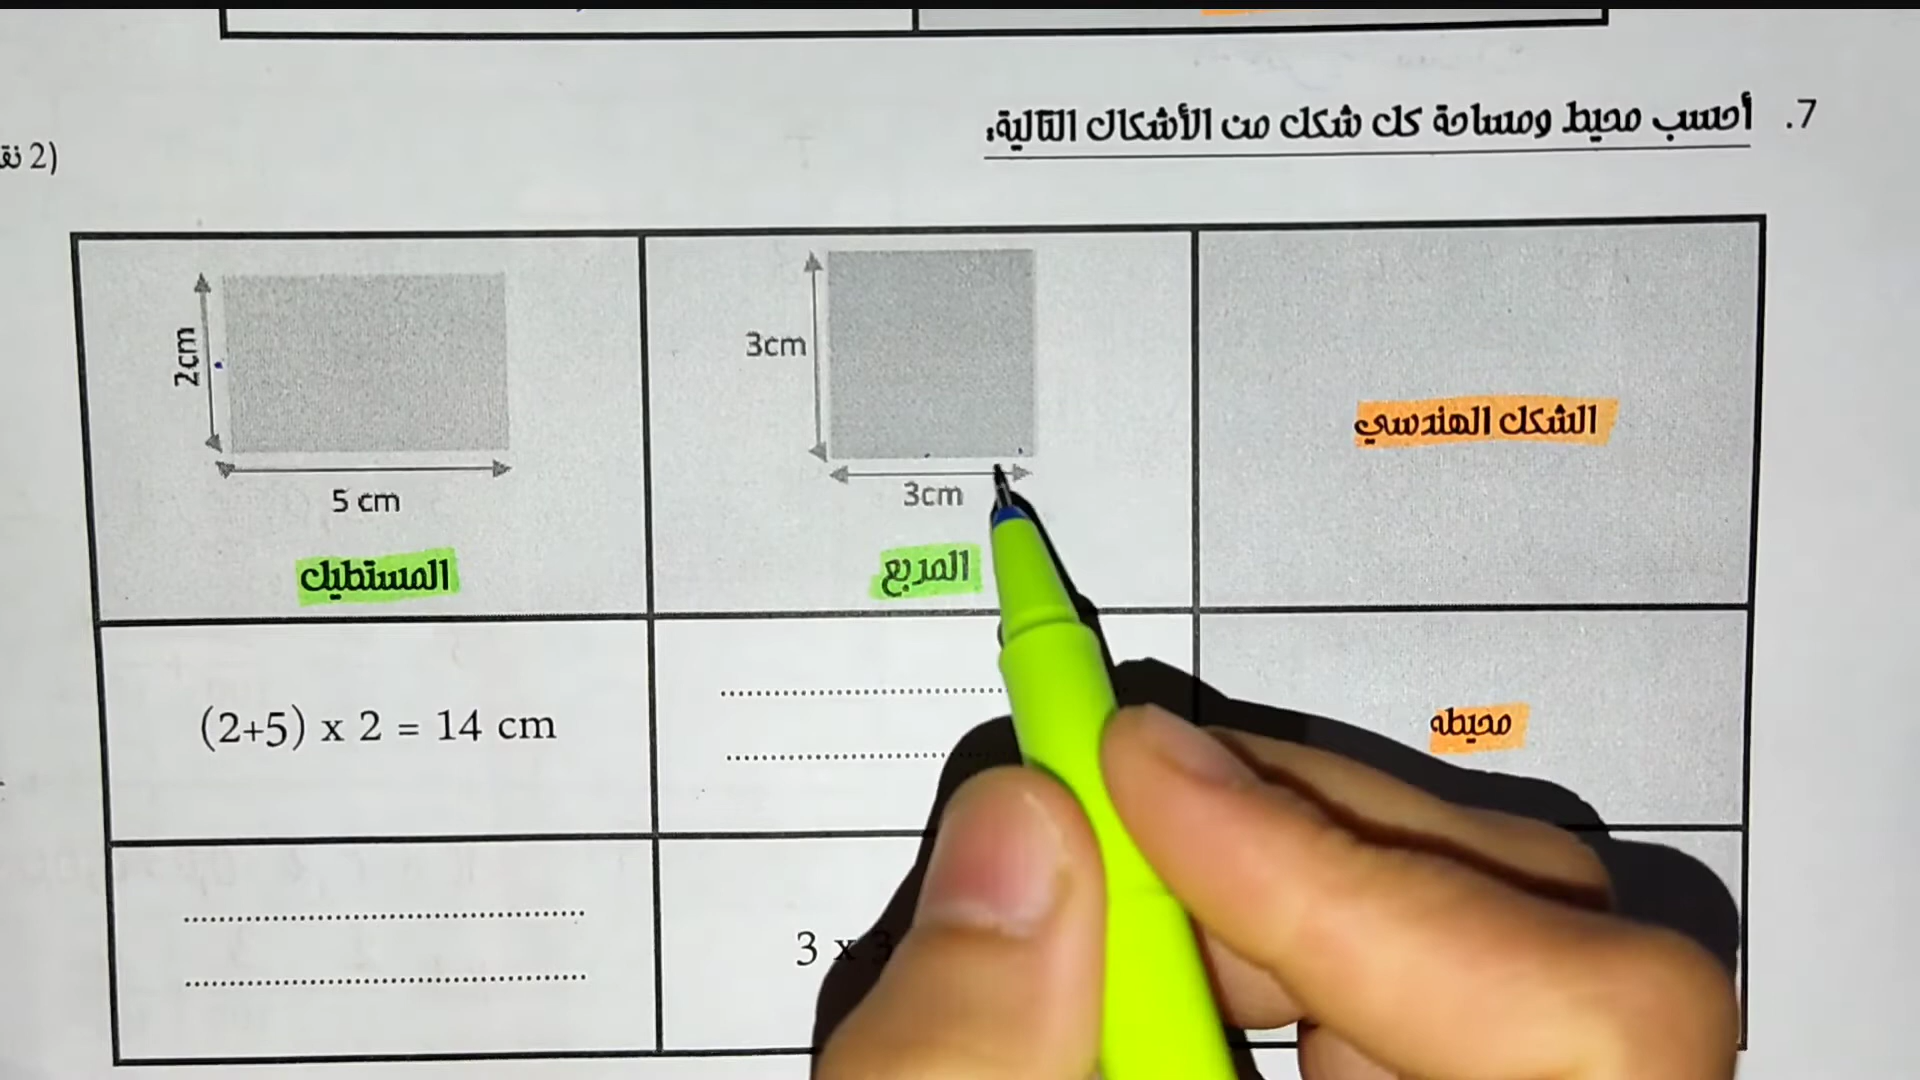 7. أحسب محيط ومساحة كل شكل من الأشكال التالية:
(2
الشكل الهندسي
3cm
3cm
المربع
2cm
5 cm
المستطيل
محيطه
(2+5) x 2 = 14 cm
3 x 3